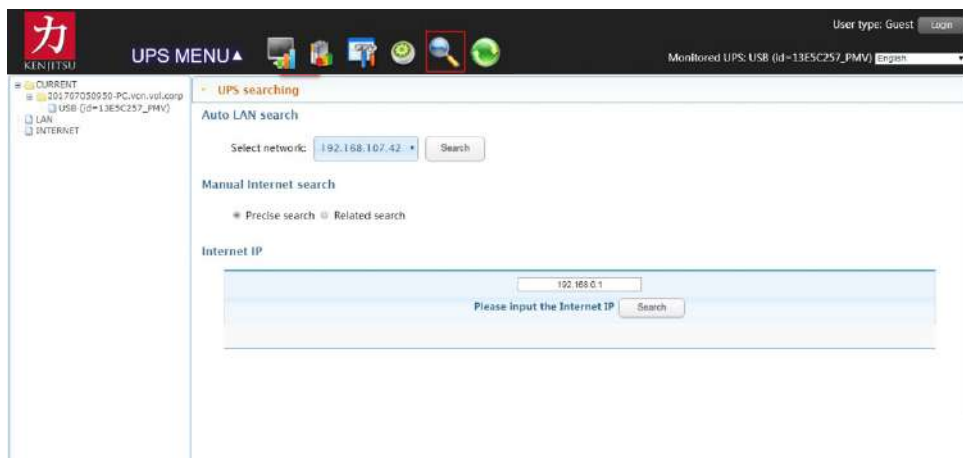 力
KENJITSU
UPS MENU▲
User type: Guest Login
Monitored UPS: USB (id=13E5C257_PMV) English
CURRENT
201707050950-PC.vcn.vol.corp
USB (id=13E5C257_PMV)
LAN
INTERNET
UPS searching
Auto LAN search
Select network: 192.168.107.42 Search
Manual Internet search
Precise search Related search
Internet IP
192.168.0.1
Please input the Internet IP Search